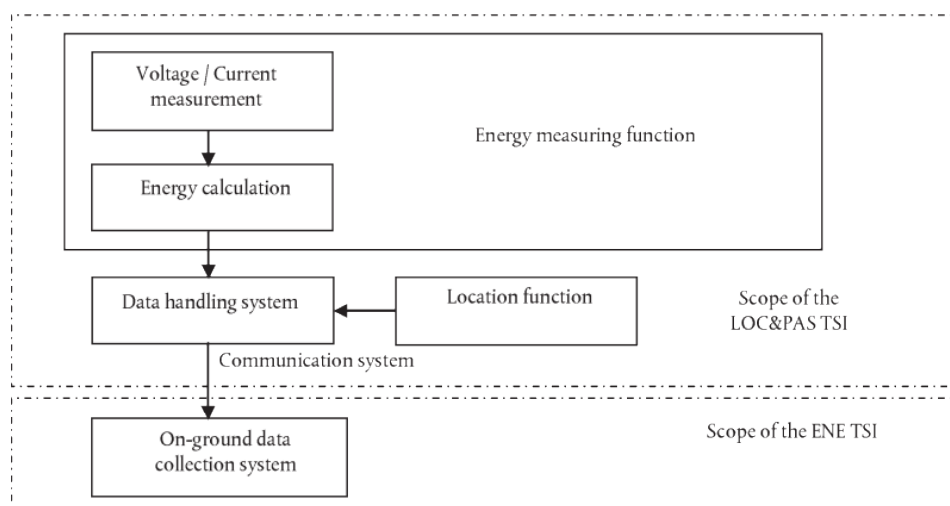 Voltage / Current
measurement
Energy measuring function
Energy calculation
Data handling system
Location function
Scope of the
LOC&PAS TSI
Communication system
On-ground data
collection system
Scope of the ENE TSI